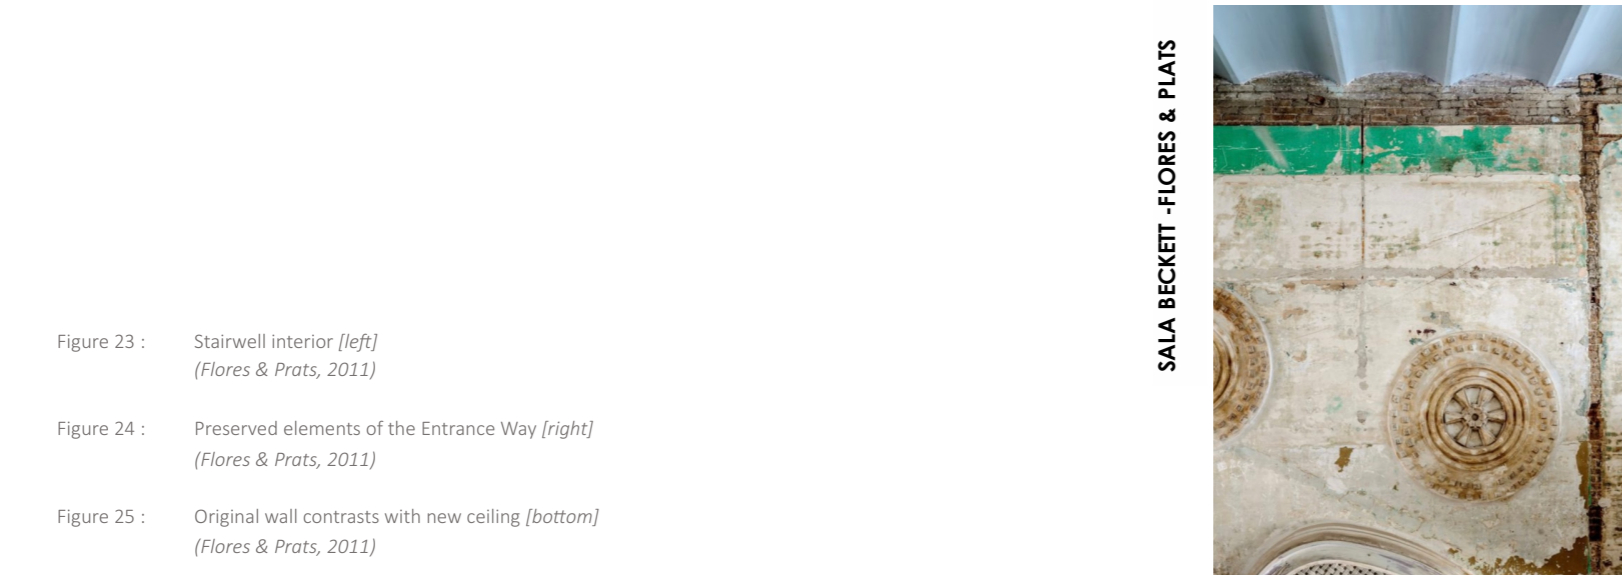 SALA BECKETT -FLORES & PLATS
Figure 23 : Stairwell interior [left]
(Flores & Prats, 2011)
Figure 24 : Preserved elements of the Entrance Way [right]
(Flores & Prats, 2011)
Figure 25 : Original wall contrasts with new ceiling [bottom]
(Flores & Prats, 2011)